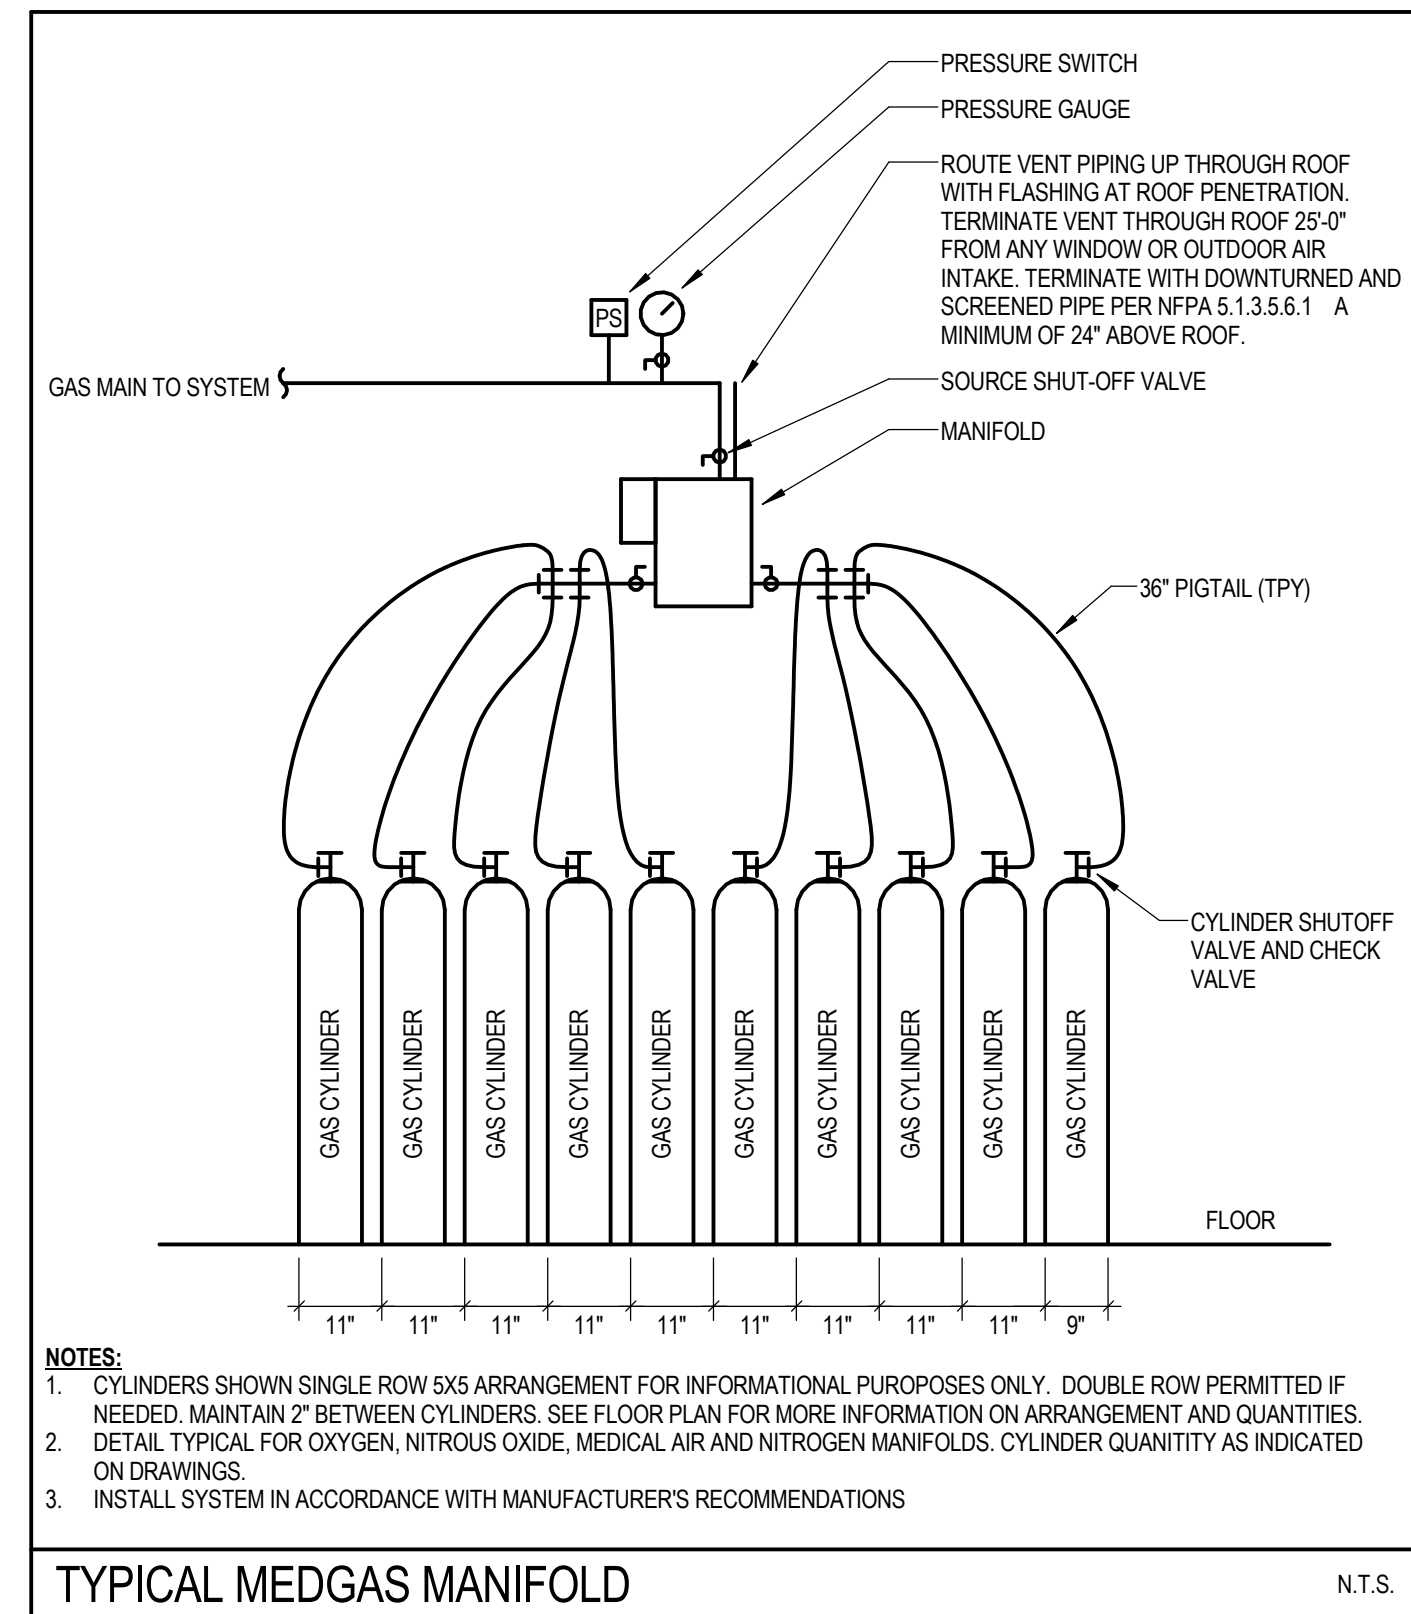 PRESSURE SWITCH
PRESSURE GAUGE
ROUTE VENT PIPING UP THROUGH ROOF
WITH FLASHING AT ROOF PENETRATION.
TERMINATE VENT THROUGH ROOF 25'-0"
FROM ANY WINDOW OR OUTDOOR AIR
INTAKE. TERMINATE WITH DOWNTURNED AND
SCREENED PIPE PER NFPA 5.1.3.5.6.1 A
MINIMUM OF 24" ABOVE ROOF.
PS
GAS MAIN TO SYSTEM
SOURCE SHUT-OFF VALVE
MANIFOLD
36" PIGTAIL (TPY)
CYLINDER SHUTOFF
VALVE AND CHECK
VALVE
GAS CYLINDER
GAS CYLINDER
GAS CYLINDER
GAS CYLINDER
GAS CYLINDER
GAS CYLINDER
GAS CYLINDER
GAS CYLINDER
GAS CYLINDER
GAS CYLINDER
FLOOR
11" 11" 11" 11" 11" 11" 11" 11" 11" 9"
NOTES:
1. CYLINDERS SHOWN SINGLE ROW 5X5 ARRANGEMENT FOR INFORMATIONAL PUROPOSES ONLY. DOUBLE ROW PERMITTED IF
NEEDED. MAINTAIN 2" BETWEEN CYLINDERS. SEE FLOOR PLAN FOR MORE INFORMATION ON ARRANGEMENT AND QUANTITIES.
2. DETAIL TYPICAL FOR OXYGEN, NITROUS OXIDE, MEDICAL AIR AND NITROGEN MANIFOLDS. CYLINDER QUANITITY AS INDICATED
ON DRAWINGS.
3. INSTALL SYSTEM IN ACCORDANCE WITH MANUFACTURER'S RECOMMENDATIONS
TYPICAL MEDGAS MANIFOLD
N.T.S.